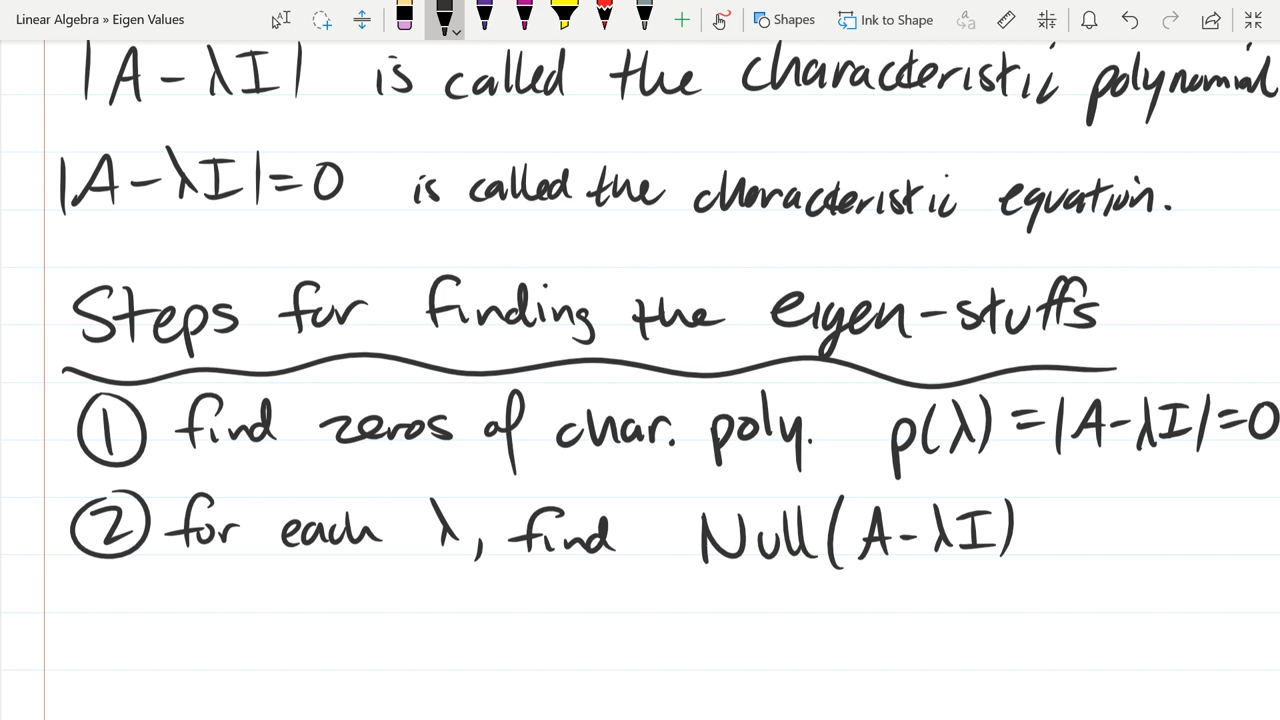 Linear Algebra » Eigen Values
Shapes
Ink to Shape
|A - λI| is called the characteristic polynomial
|A - λI| = 0 is called the characteristic equation.
Steps for finding the eigen-stuffs
① find zeros of char. poly. p(λ) = |A - λI| = 0
② for each λ, find Null(A - λI)